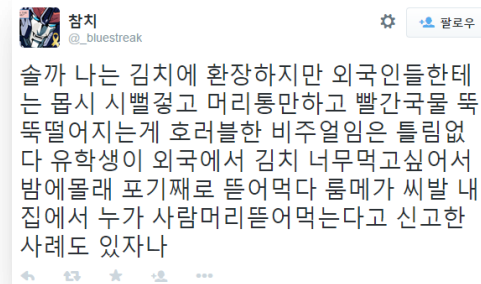 참치
@_bluestreak
팔로우
솔까 나는 김치에 환장하지만 외국인들한테
는 몹시 시뻘겋고 머리통만하고 빨간국물 뚝
뚝떨어지는게 호러블한 비주얼임은 틀림없
다 유학생이 외국에서 김치 너무먹고싶어서
밤에몰래 포기째로 뜯어먹다 룸메가 씨발 내
집에서 누가 사람머리뜯어먹는다고 신고한
사례도 있자나